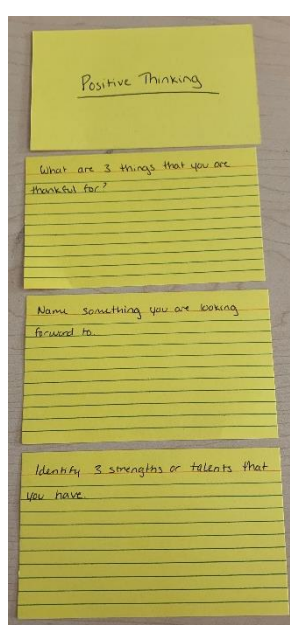 Positive Thinking
What are 3 things that you are
thankful for?
Name something you are looking
forward to.
Identify 3 strengths or talents that
you have.